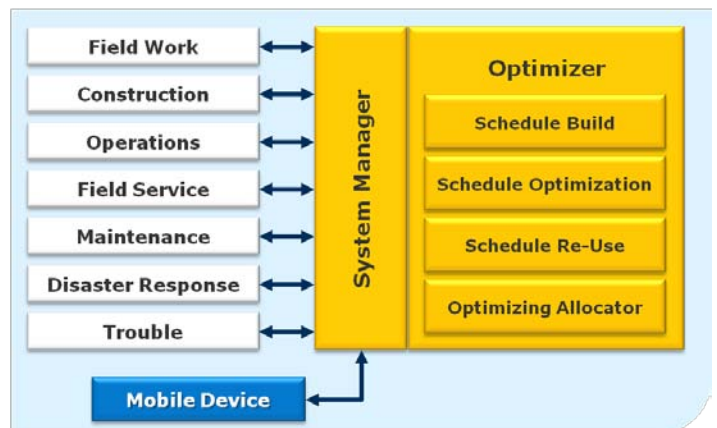 Field Work
Construction
Operations
Field Service
Maintenance
Disaster Response
Trouble
Mobile Device
System Manager
Optimizer
Schedule Build
Schedule Optimization
Schedule Re-Use
Optimizing Allocator